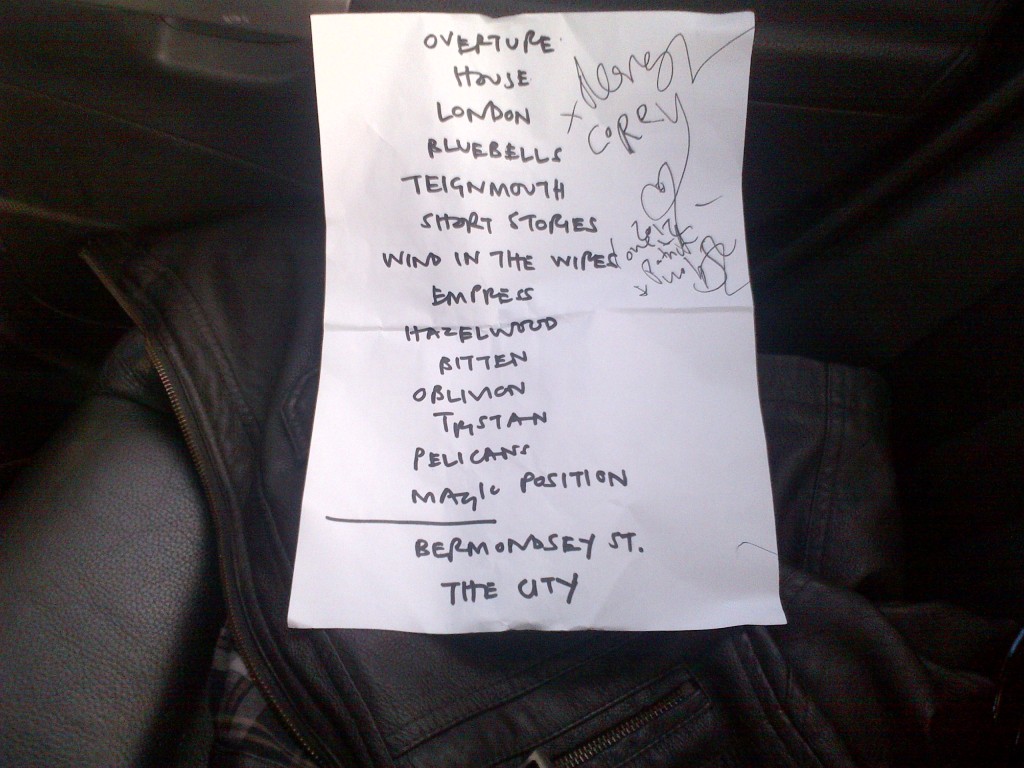 OVERTURE
HOUSE
LONDON
BLUEBELLS
TEIGNMOUTH
SHORT STORIES
WIND IN THE WIRES
EMPRESS
HAZELWOOD
BITTEN
OBLIVION
TRISTAN
PELICANS
MAGIC POSITION
BERMONDSEY ST.
THE CITY
CORRY